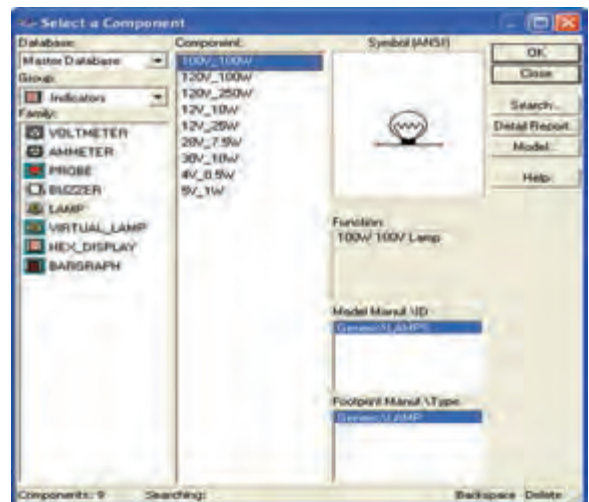 Select a Component
Database:
Master Database
Group:
Indicators
Family:
VOLTMETER
AMMETER
PROBE
BUZZER
LAMP
VIRTUAL_LAMP
HEX_DISPLAY
BARGRAPH
Component:
100V_100W
120V_100W
120V_250W
12V_10W
12V_25W
28V_7.5W
30V_10W
4V_0.5W
5V_1W
Symbol (ANSI)
Function:
100W 100V Lamp
Model Manuf.\ID:
Generic\LAMPS
Footprint Manuf.\Type:
Generic\LAMP
OK
Close
Search...
Detail Report
Model
Help
Components: 9
Searching:
Backspace
Delete